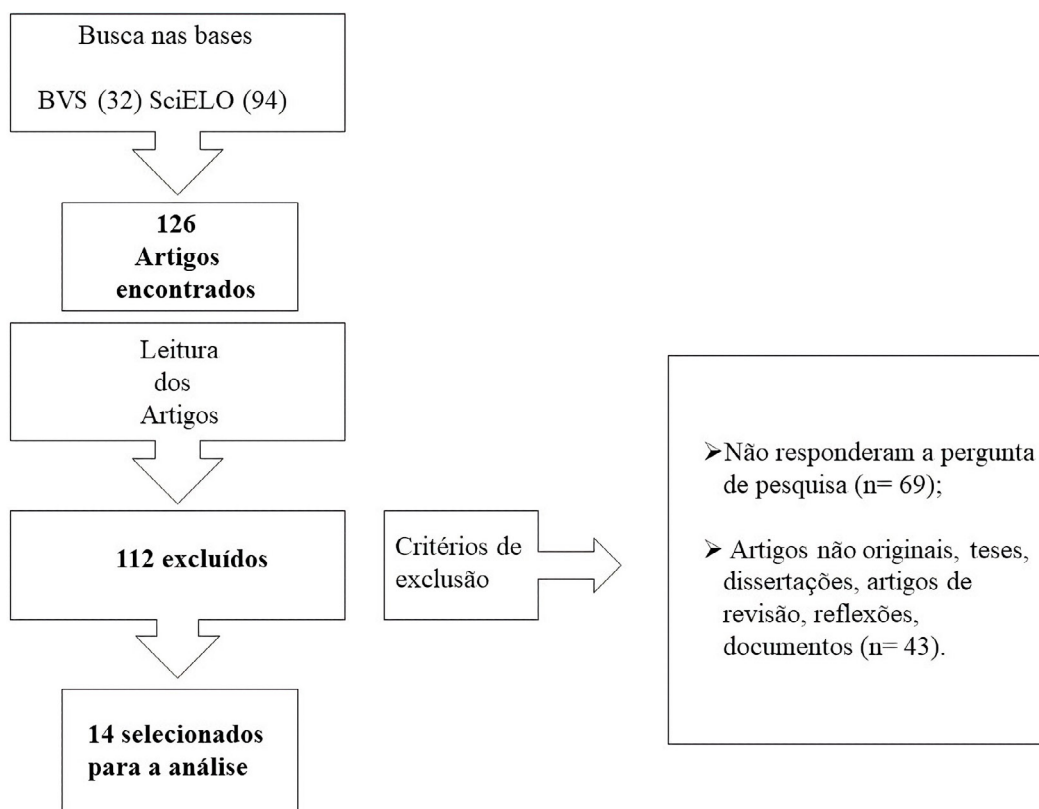 Busca nas bases
BVS (32) SciELO (94)
126
Artigos
encontrados
Leitura
dos
Artigos
112 excluídos
Critérios de
exclusão
➤Não responderam a pergunta
de pesquisa (n= 69);
➤ Artigos não originais, teses,
dissertações, artigos de
revisão, reflexões,
documentos (n= 43).
14 selecionados
para a análise